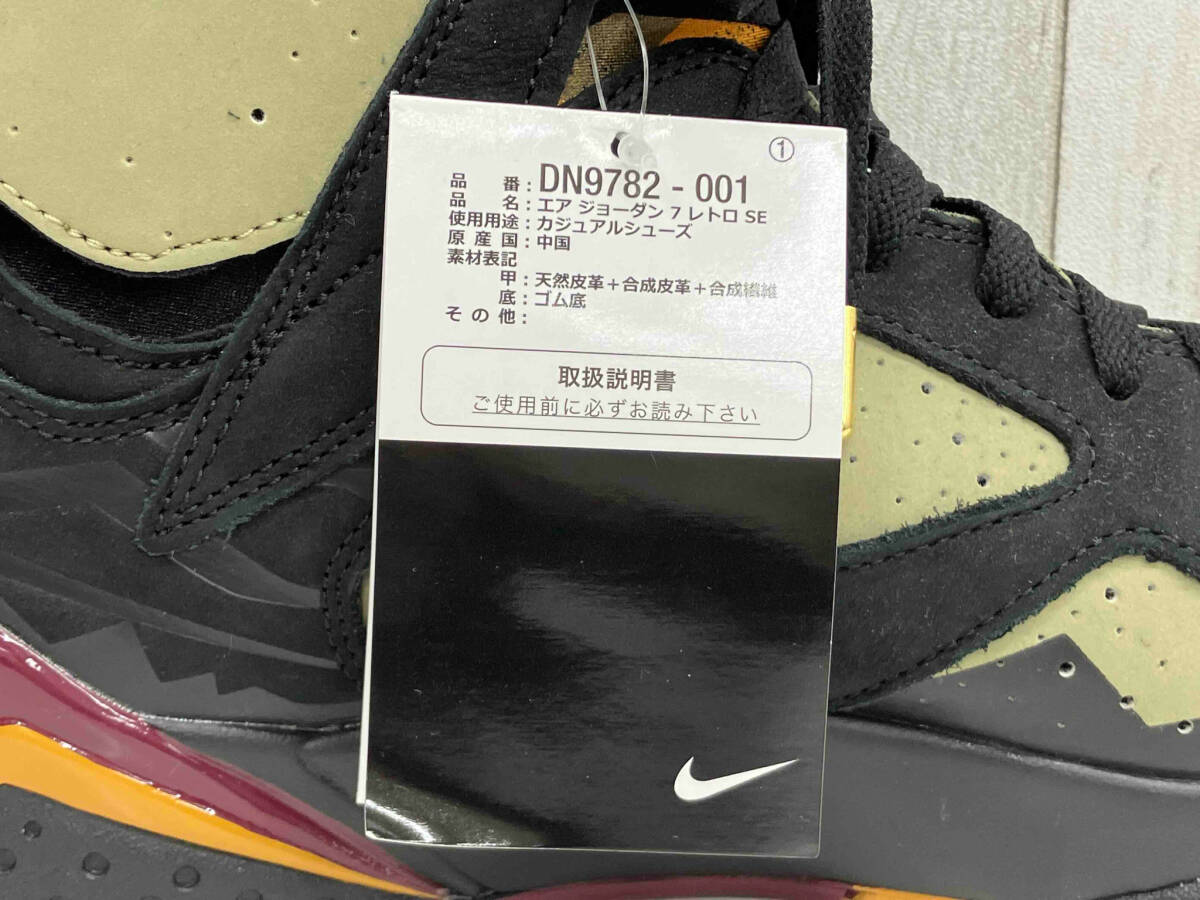 ①
品番：DN9782 - 001
品名：エア ジョーダン 7 レトロ SE
使用用途：カジュアルシューズ
原産国：中国
素材表記
甲：天然皮革＋合成皮革＋合成繊維
底：ゴム底
その他：
取扱説明書
ご使用前に必ずお読み下さい